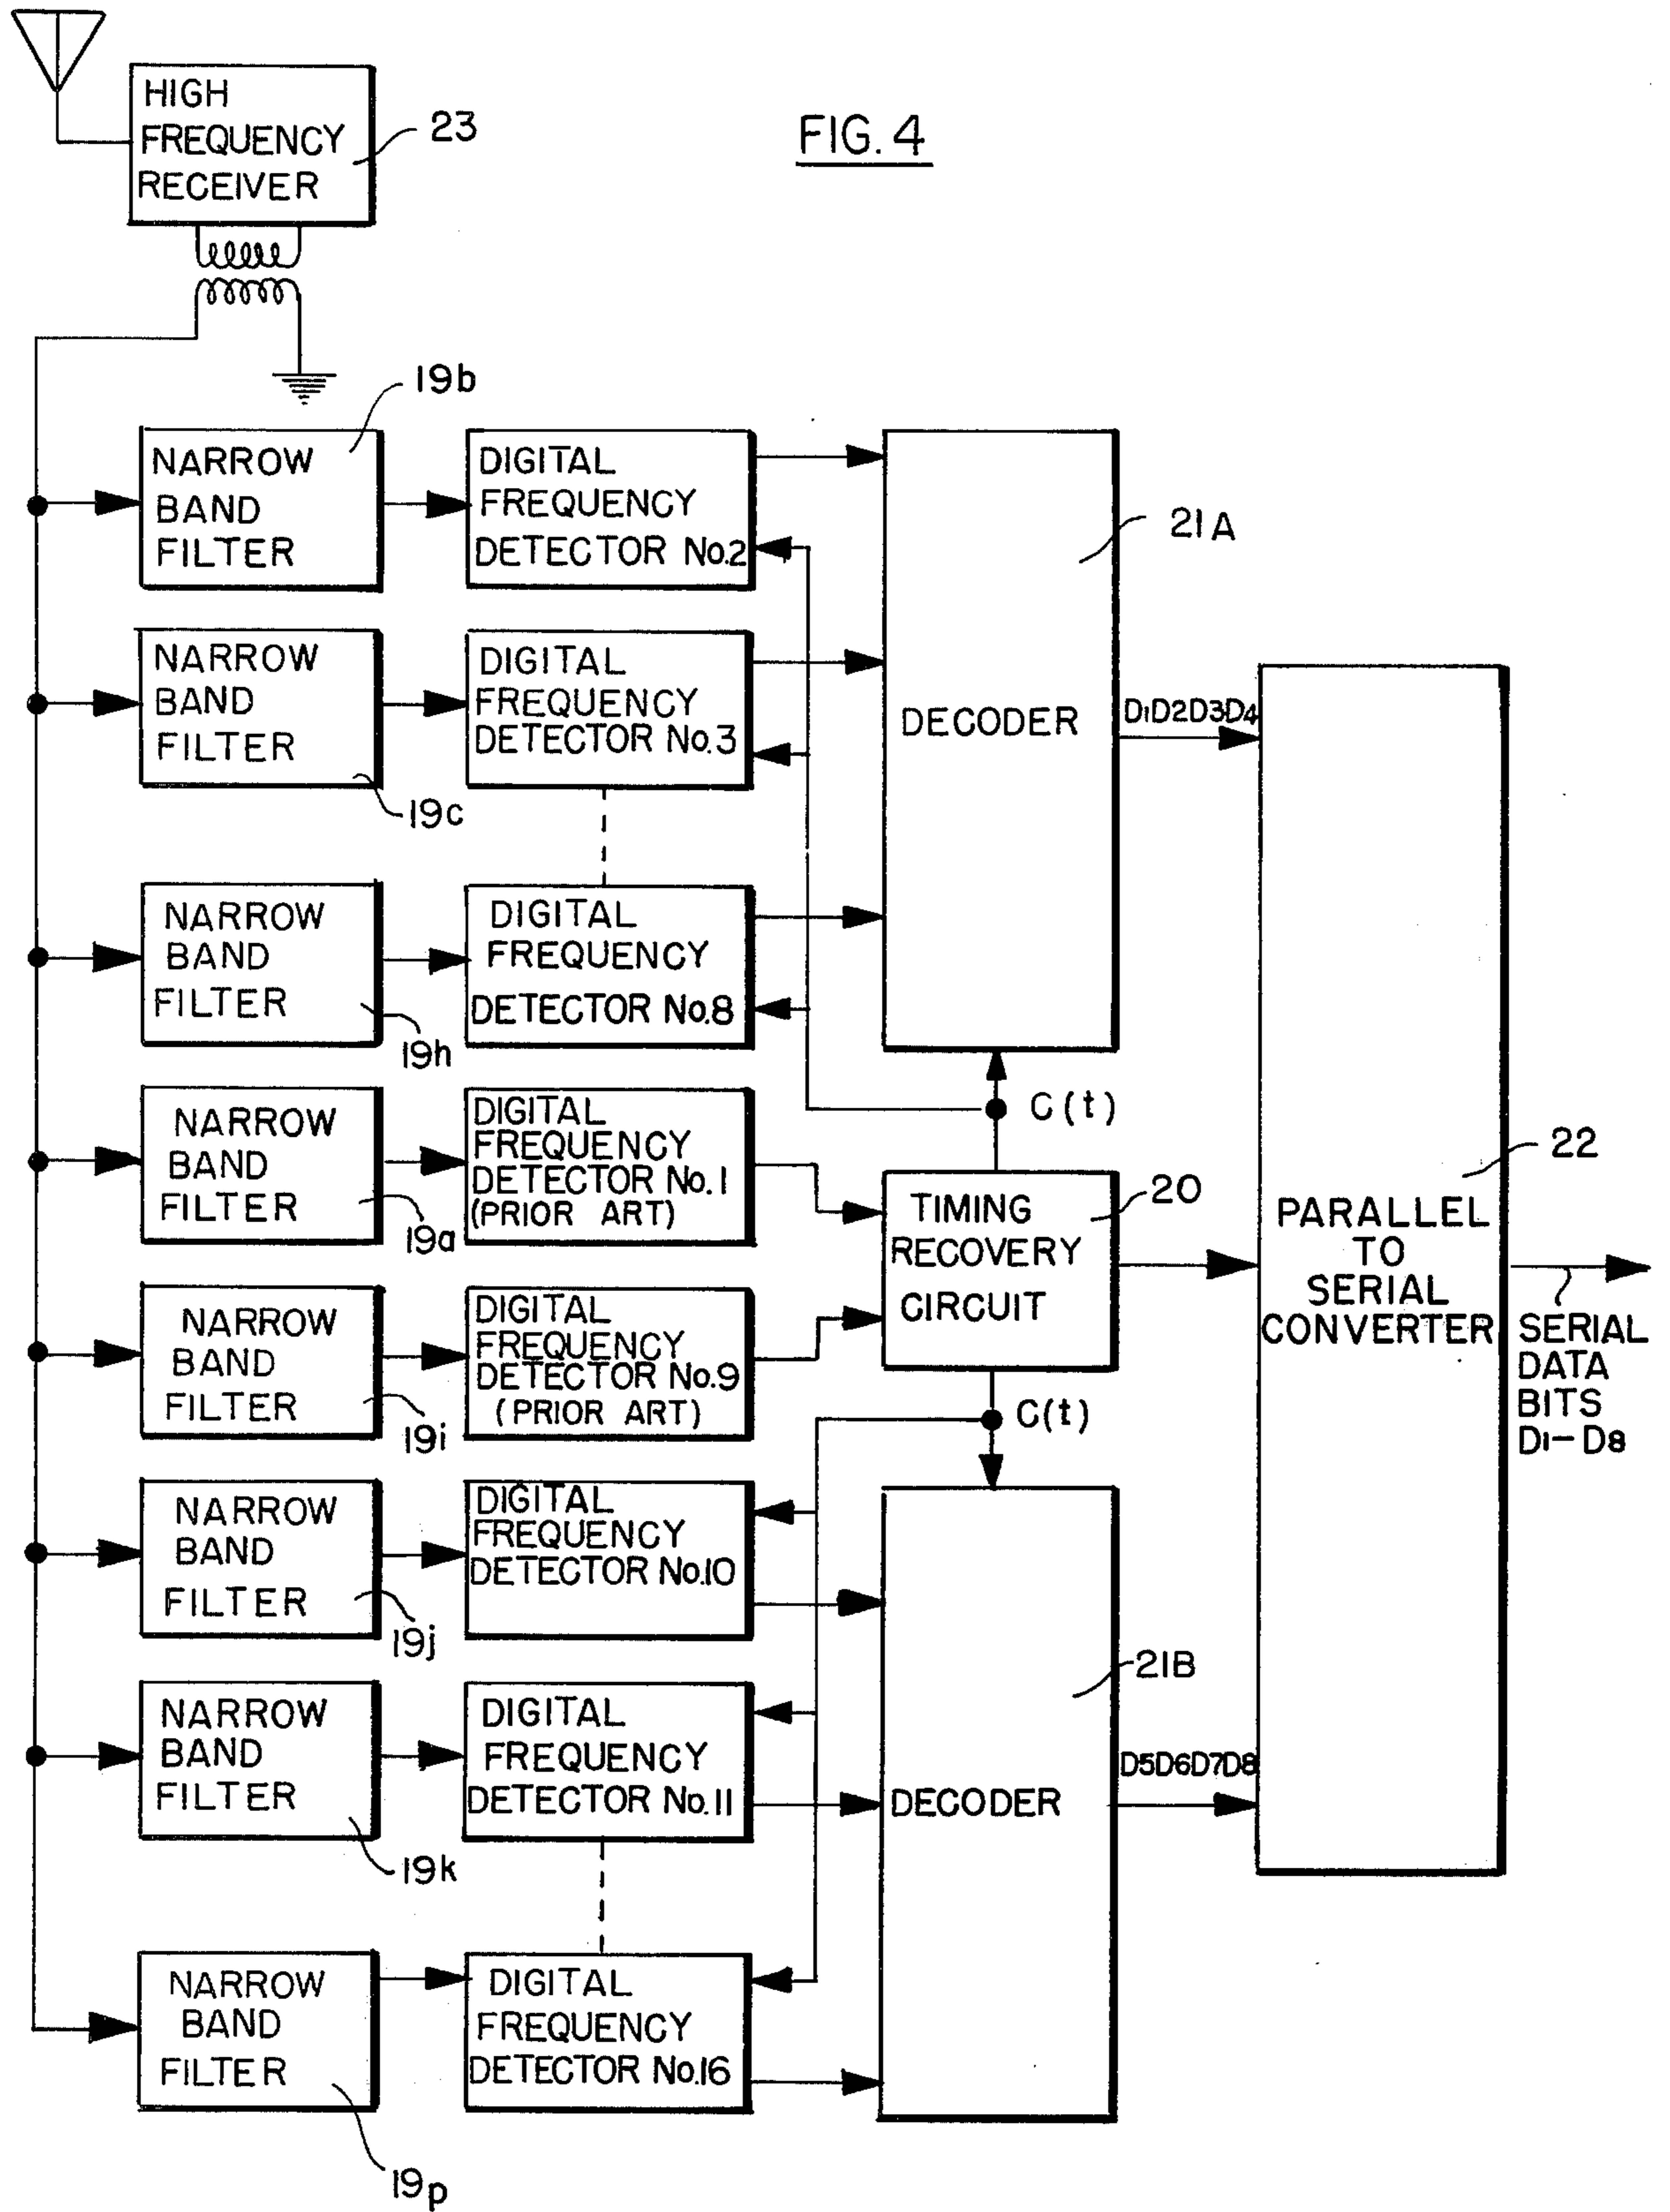 HIGH
FREQUENCY
RECEIVER
23
FIG. 4
19b
NARROW
BAND
FILTER
DIGITAL
FREQUENCY
DETECTOR No.2
21A
NARROW
BAND
FILTER
19c
DIGITAL
FREQUENCY
DETECTOR No.3
DECODER
D1D2D3D4
NARROW
BAND
FILTER
19h
DIGITAL
FREQUENCY
DETECTOR No.8
C(t)
NARROW
BAND
FILTER
19a
DIGITAL
FREQUENCY
DETECTOR No.1
(PRIOR ART)
TIMING
RECOVERY
CIRCUIT
20
22
PARALLEL
TO
SERIAL
CONVERTER
SERIAL
DATA
BITS
D1-D8
NARROW
BAND
FILTER
19i
DIGITAL
FREQUENCY
DETECTOR No.9
(PRIOR ART)
C(t)
NARROW
BAND
FILTER
19j
DIGITAL
FREQUENCY
DETECTOR No.10
21B
NARROW
BAND
FILTER
19k
DIGITAL
FREQUENCY
DETECTOR No.11
DECODER
D5D6D7D8
NARROW
BAND
FILTER
19p
DIGITAL
FREQUENCY
DETECTOR No.16